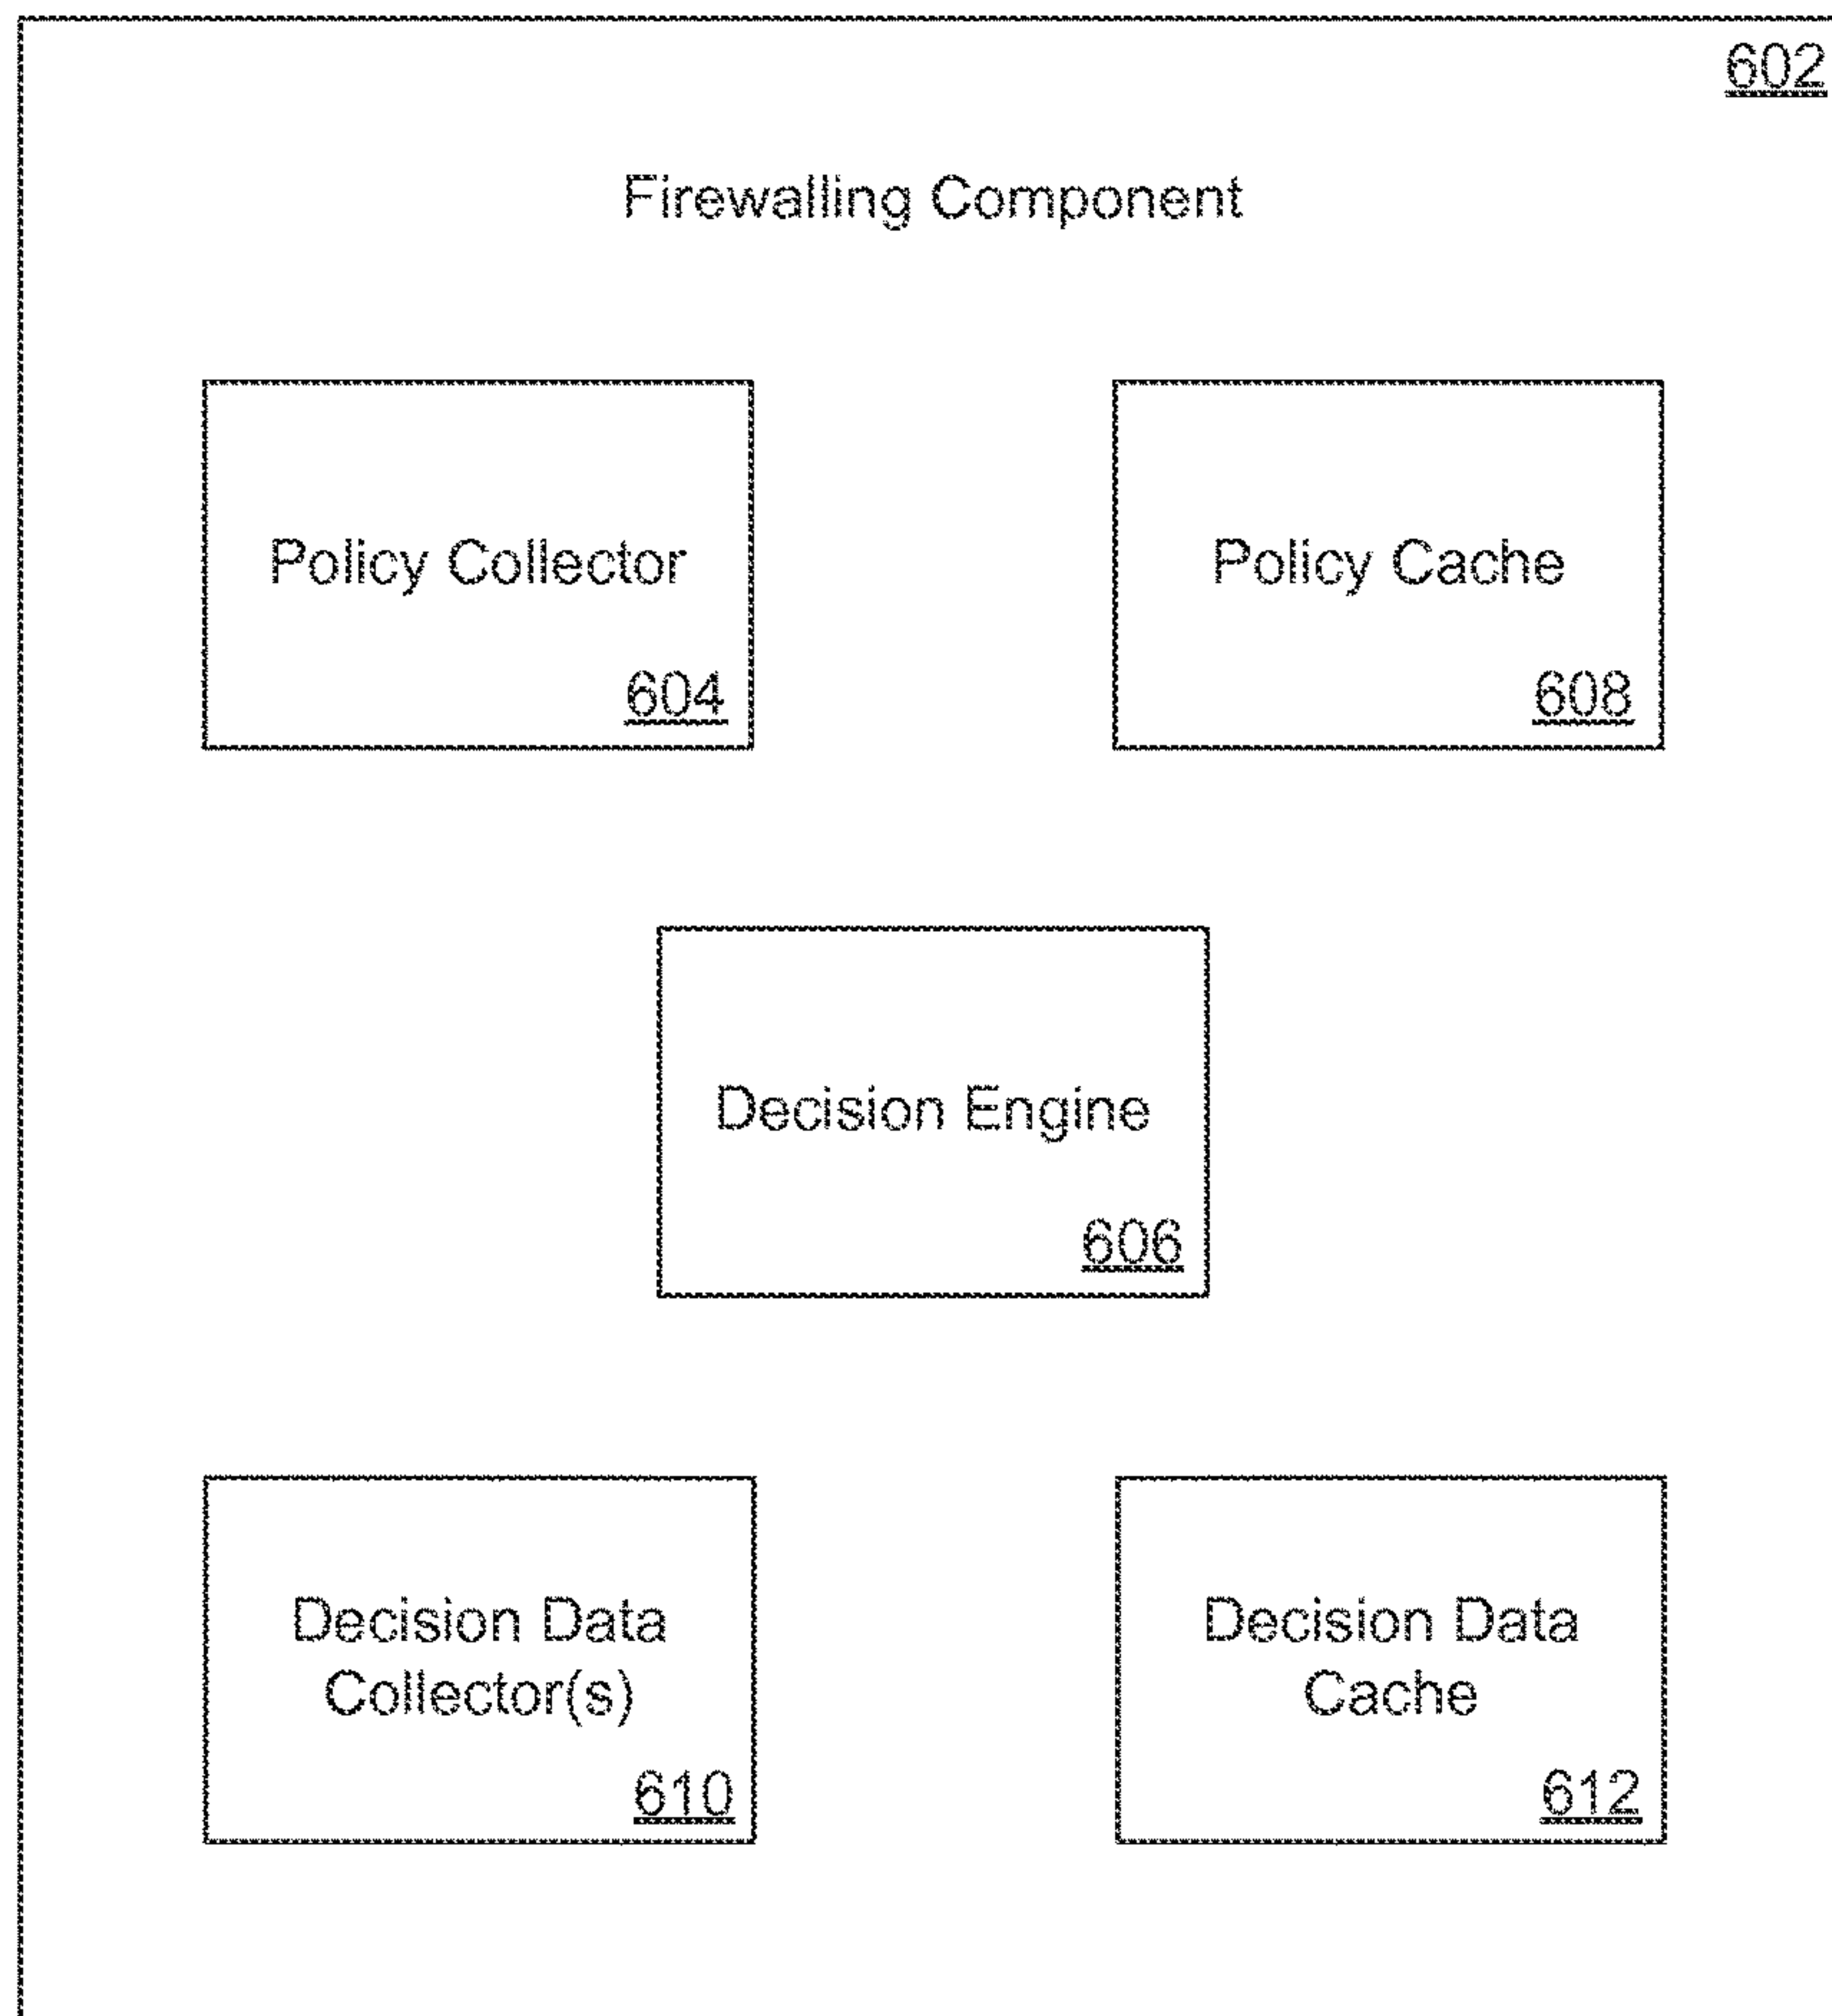 602
Firewalling Component
Policy Collector
604
Policy Cache
608
Decision Engine
606
Decision Data
Collector(s)
610
Decision Data
Cache
612